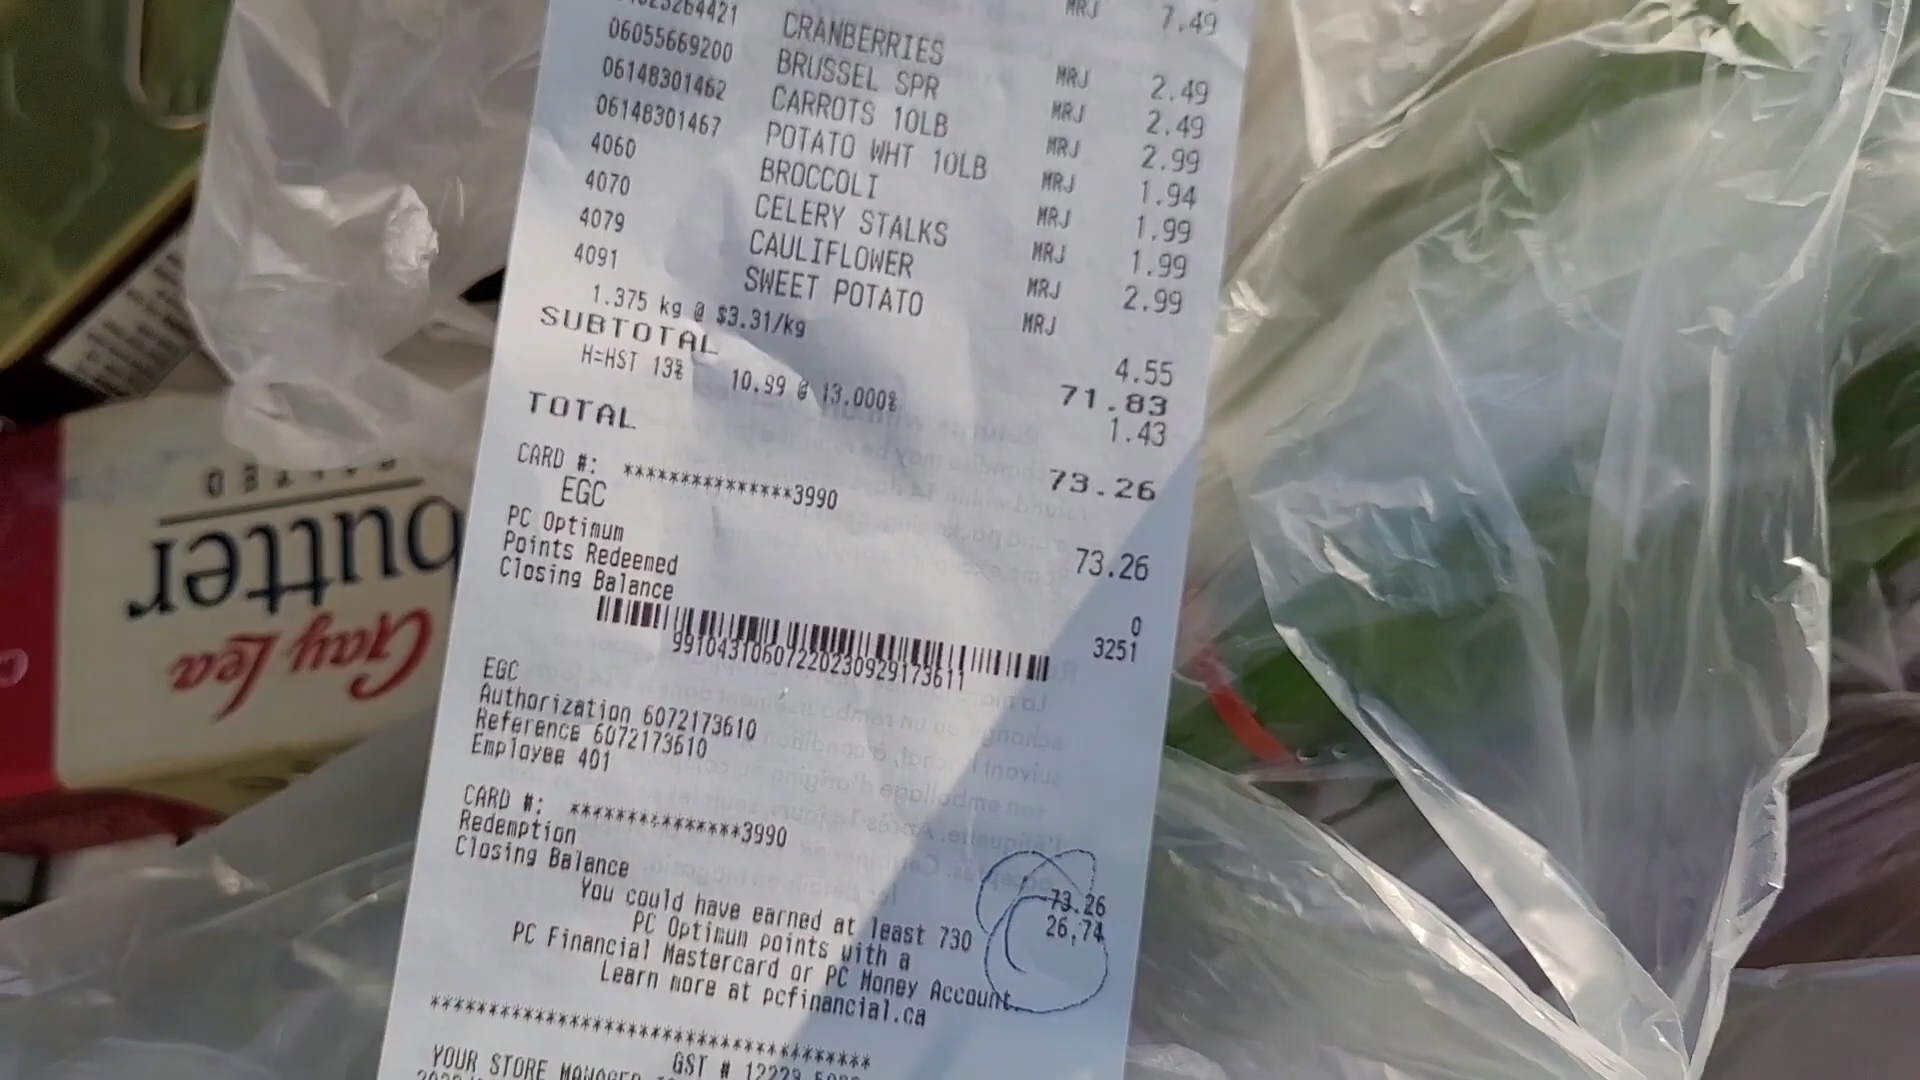 MRJ 7.49
CRANBERRIES MRJ 2.49
06055669200 BRUSSEL SPR MRJ 2.49
06148301462 CARROTS 10LB MRJ 2.99
06148301467 POTATO WHT 10LB MRJ 1.94
4060 BROCCOLI MRJ 1.99
4070 CELERY STALKS MRJ 1.99
4079 CAULIFLOWER MRJ 2.99
4091 SWEET POTATO MRJ
1.375 kg @ $3.31/kg 4.55
SUBTOTAL 71.83
H=HST 13% 10.99 @ 13.000% 1.43
TOTAL 73.26
CARD #: ***************3990
EGC 73.26
PC Optimum
Points Redeemed 0
Closing Balance 3251
99104310607220230929173611
EGC
Authorization 6072173610
Reference 6072173610
Employee 401
CARD #: ***************3990
Redemption 73.26
Closing Balance 26.74
You could have earned at least 730
PC Optimum points with a
PC Financial Mastercard or PC Money Account.
Learn more at pcfinancial.ca
**************************************
GST # 12223
YOUR STORE MANAGER
Gay Lea
butter